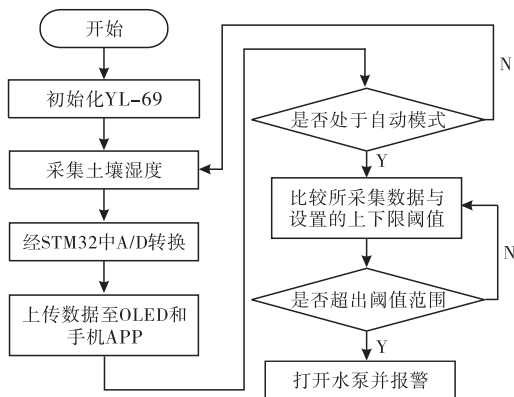 开始
初始化YL-69
采集土壤湿度
经STM32中A/D转换
上传数据至OLED和
手机APP
是否处于自动模式
N
Y
比较所采集数据与
设置的上下限阈值
是否超出阈值范围
N
Y
打开水泵并报警